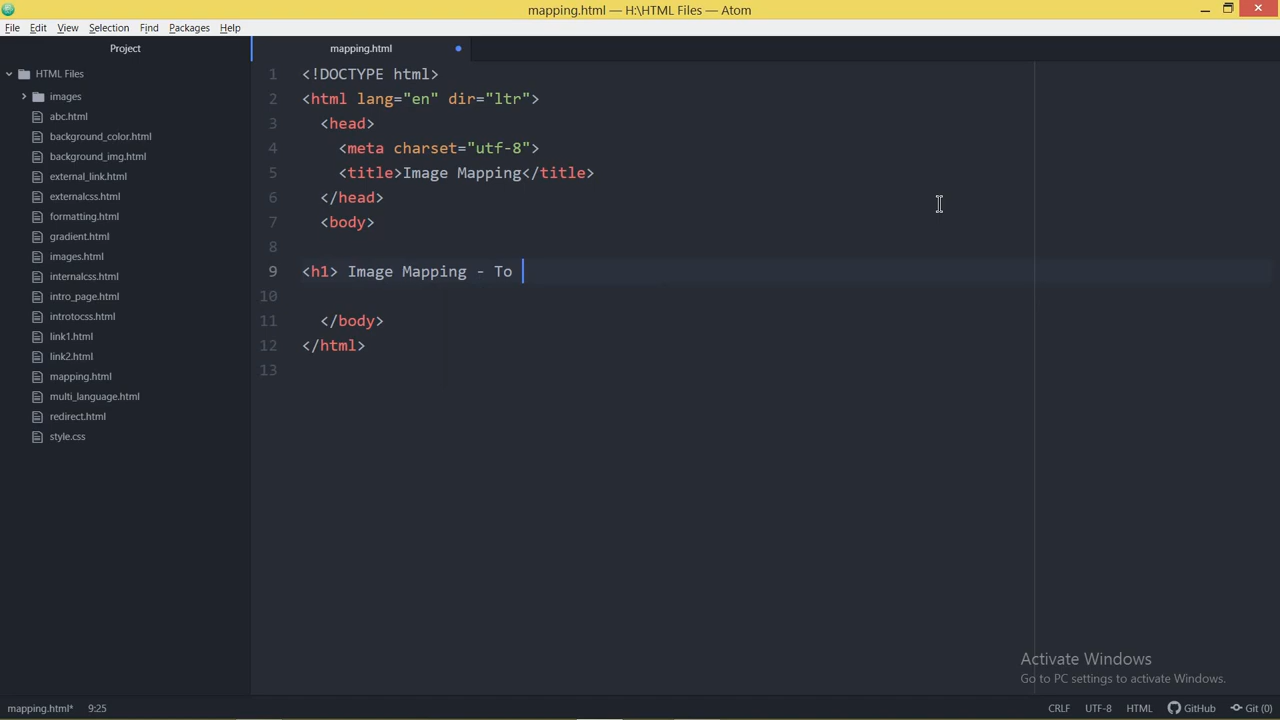 mapping.html — H:\HTML Files — Atom
File Edit View Selection Find Packages Help
Project
mapping.html
HTML Files
images
abc.html
background_color.html
background_img.html
external_link.html
externalcss.html
formatting.html
gradient.html
images.html
internalcss.html
intro_page.html
introtocss.html
link1.html
link2.html
mapping.html
multi_language.html
redirect.html
style.css
1 <!DOCTYPE html>
2 <html lang="en" dir="ltr">
3 <head>
4 <meta charset="utf-8">
5 <title>Image Mapping</title>
6 </head>
7 <body>
8
9 <h1> Image Mapping - To
10
11 </body>
12 </html>
13
Activate Windows
Go to PC settings to activate Windows.
mapping.html* 9:25 CRLF UTF-8 HTML GitHub Git (0)